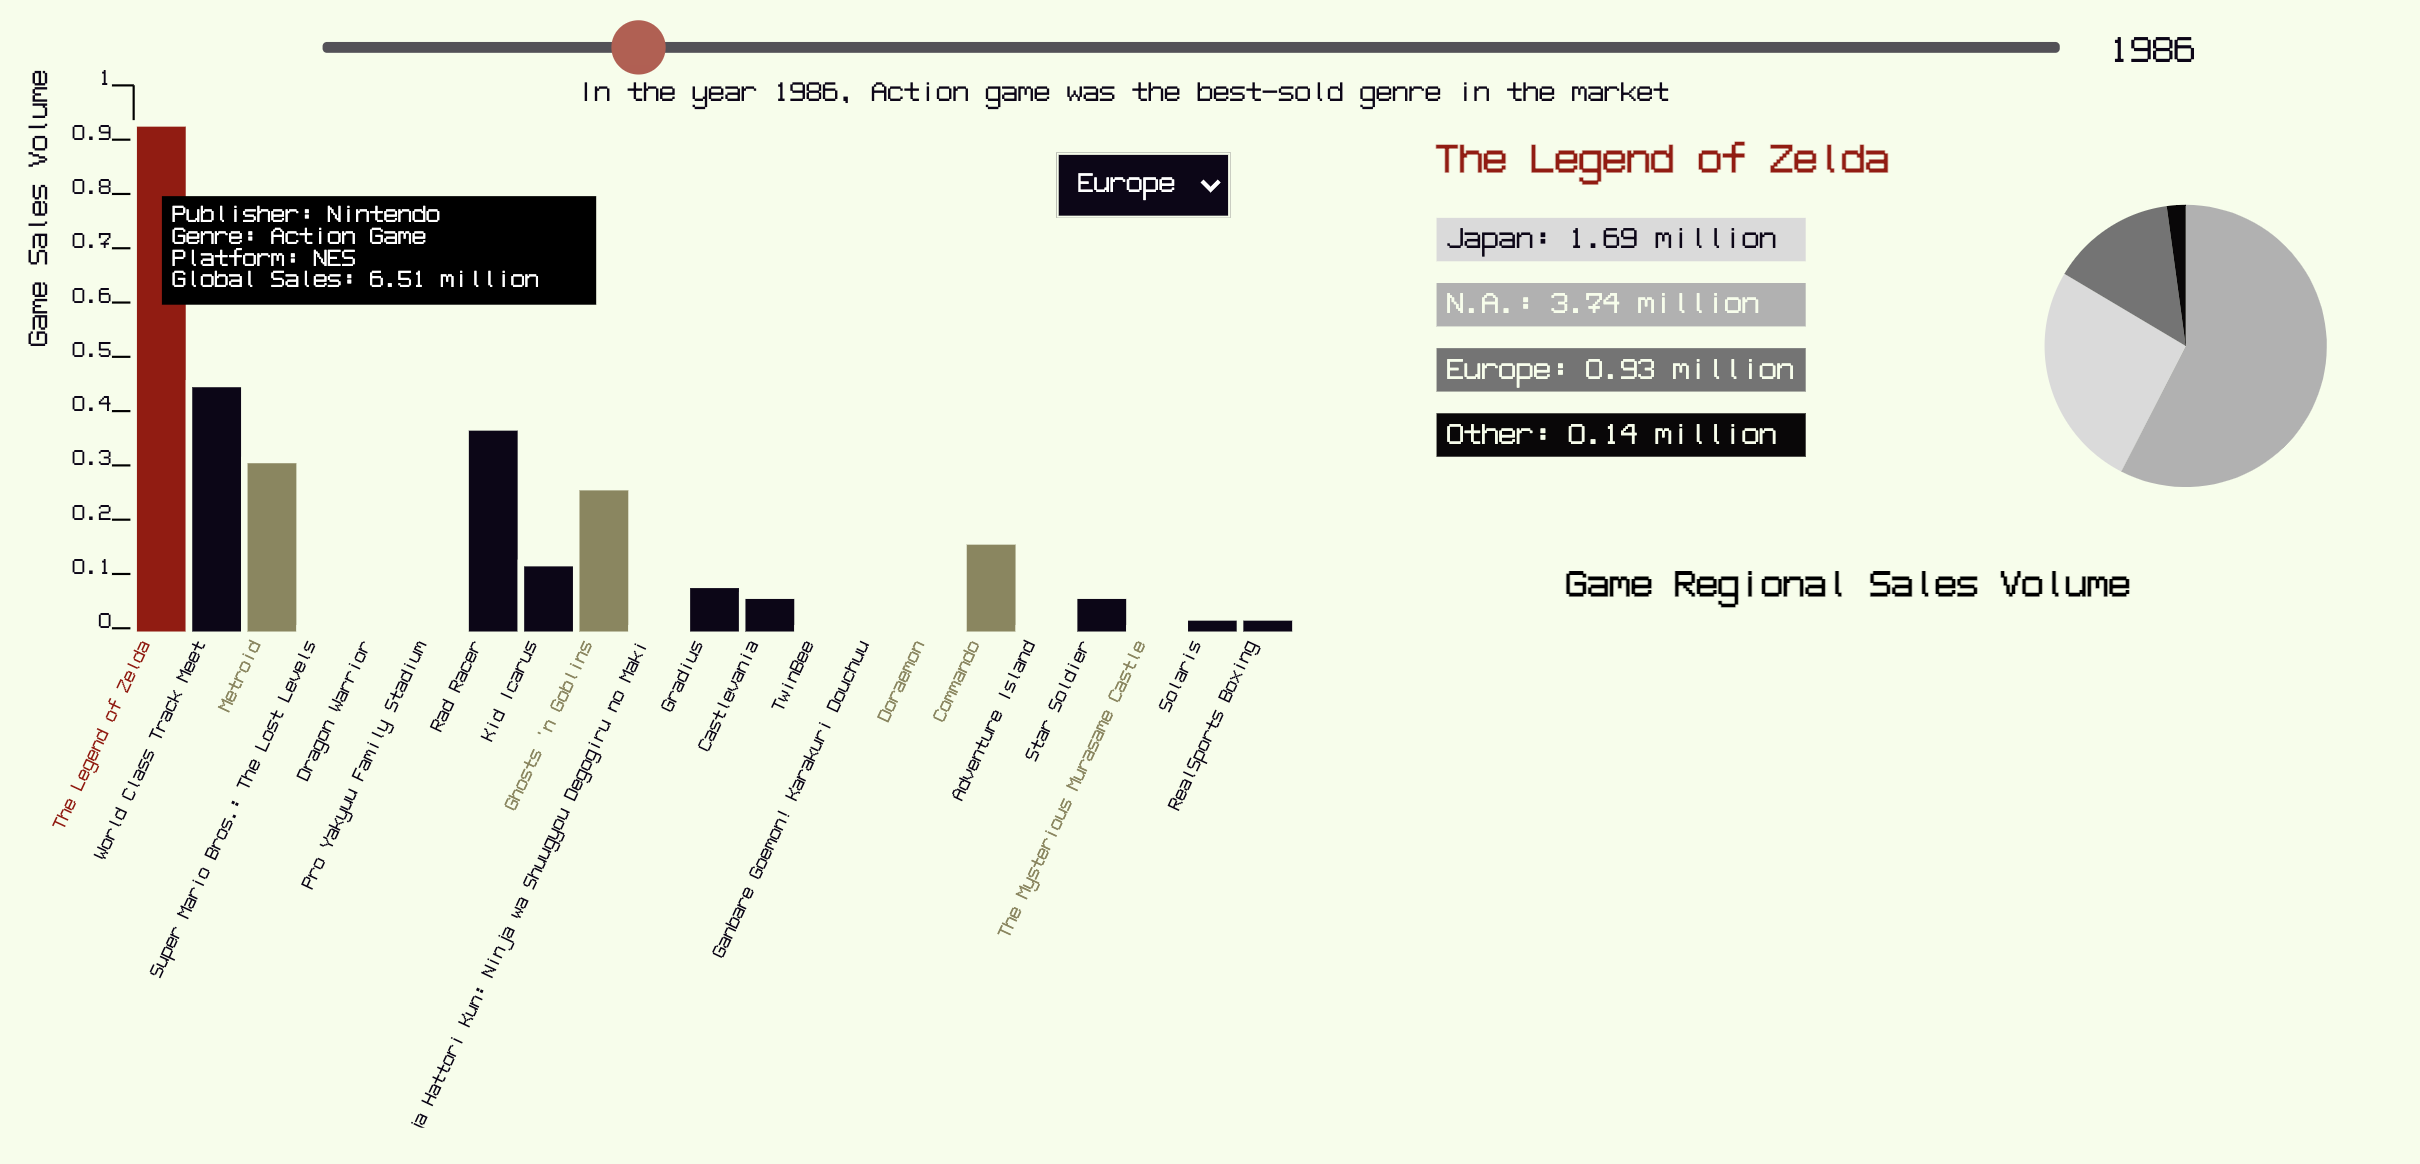 1986
In the year 1986, Action game was the best-sold genre in the market
Game Sales Volume
1
0.9
0.8
0.7
0.6
0.5
0.4
0.3
0.2
0.1
0
Publisher: Nintendo
Genre: Action Game
Platform: NES
Global Sales: 6.51 million
Europe
The Legend of Zelda
World Class Track Meet
Metroid
Super Mario Bros.: The Lost Levels
Dragon Warrior
Pro Yakyuu Family Stadium
Rad Racer
Kid Icarus
Ghosts 'n Goblins
ia Hattori Kun: Ninja wa Shuugyou Degogiru no Maki
Gradius
Castlevania
TwinBee
Ganbare Goemon! Karakuri Douchuu
Doraemon
Commando
Adventure Island
Star Soldier
The Mysterious Murasame Castle
Solaris
RealSports Boxing
The Legend of Zelda
Japan: 1.69 million
N.A.: 3.74 million
Europe: 0.93 million
Other: 0.14 million
Game Regional Sales Volume